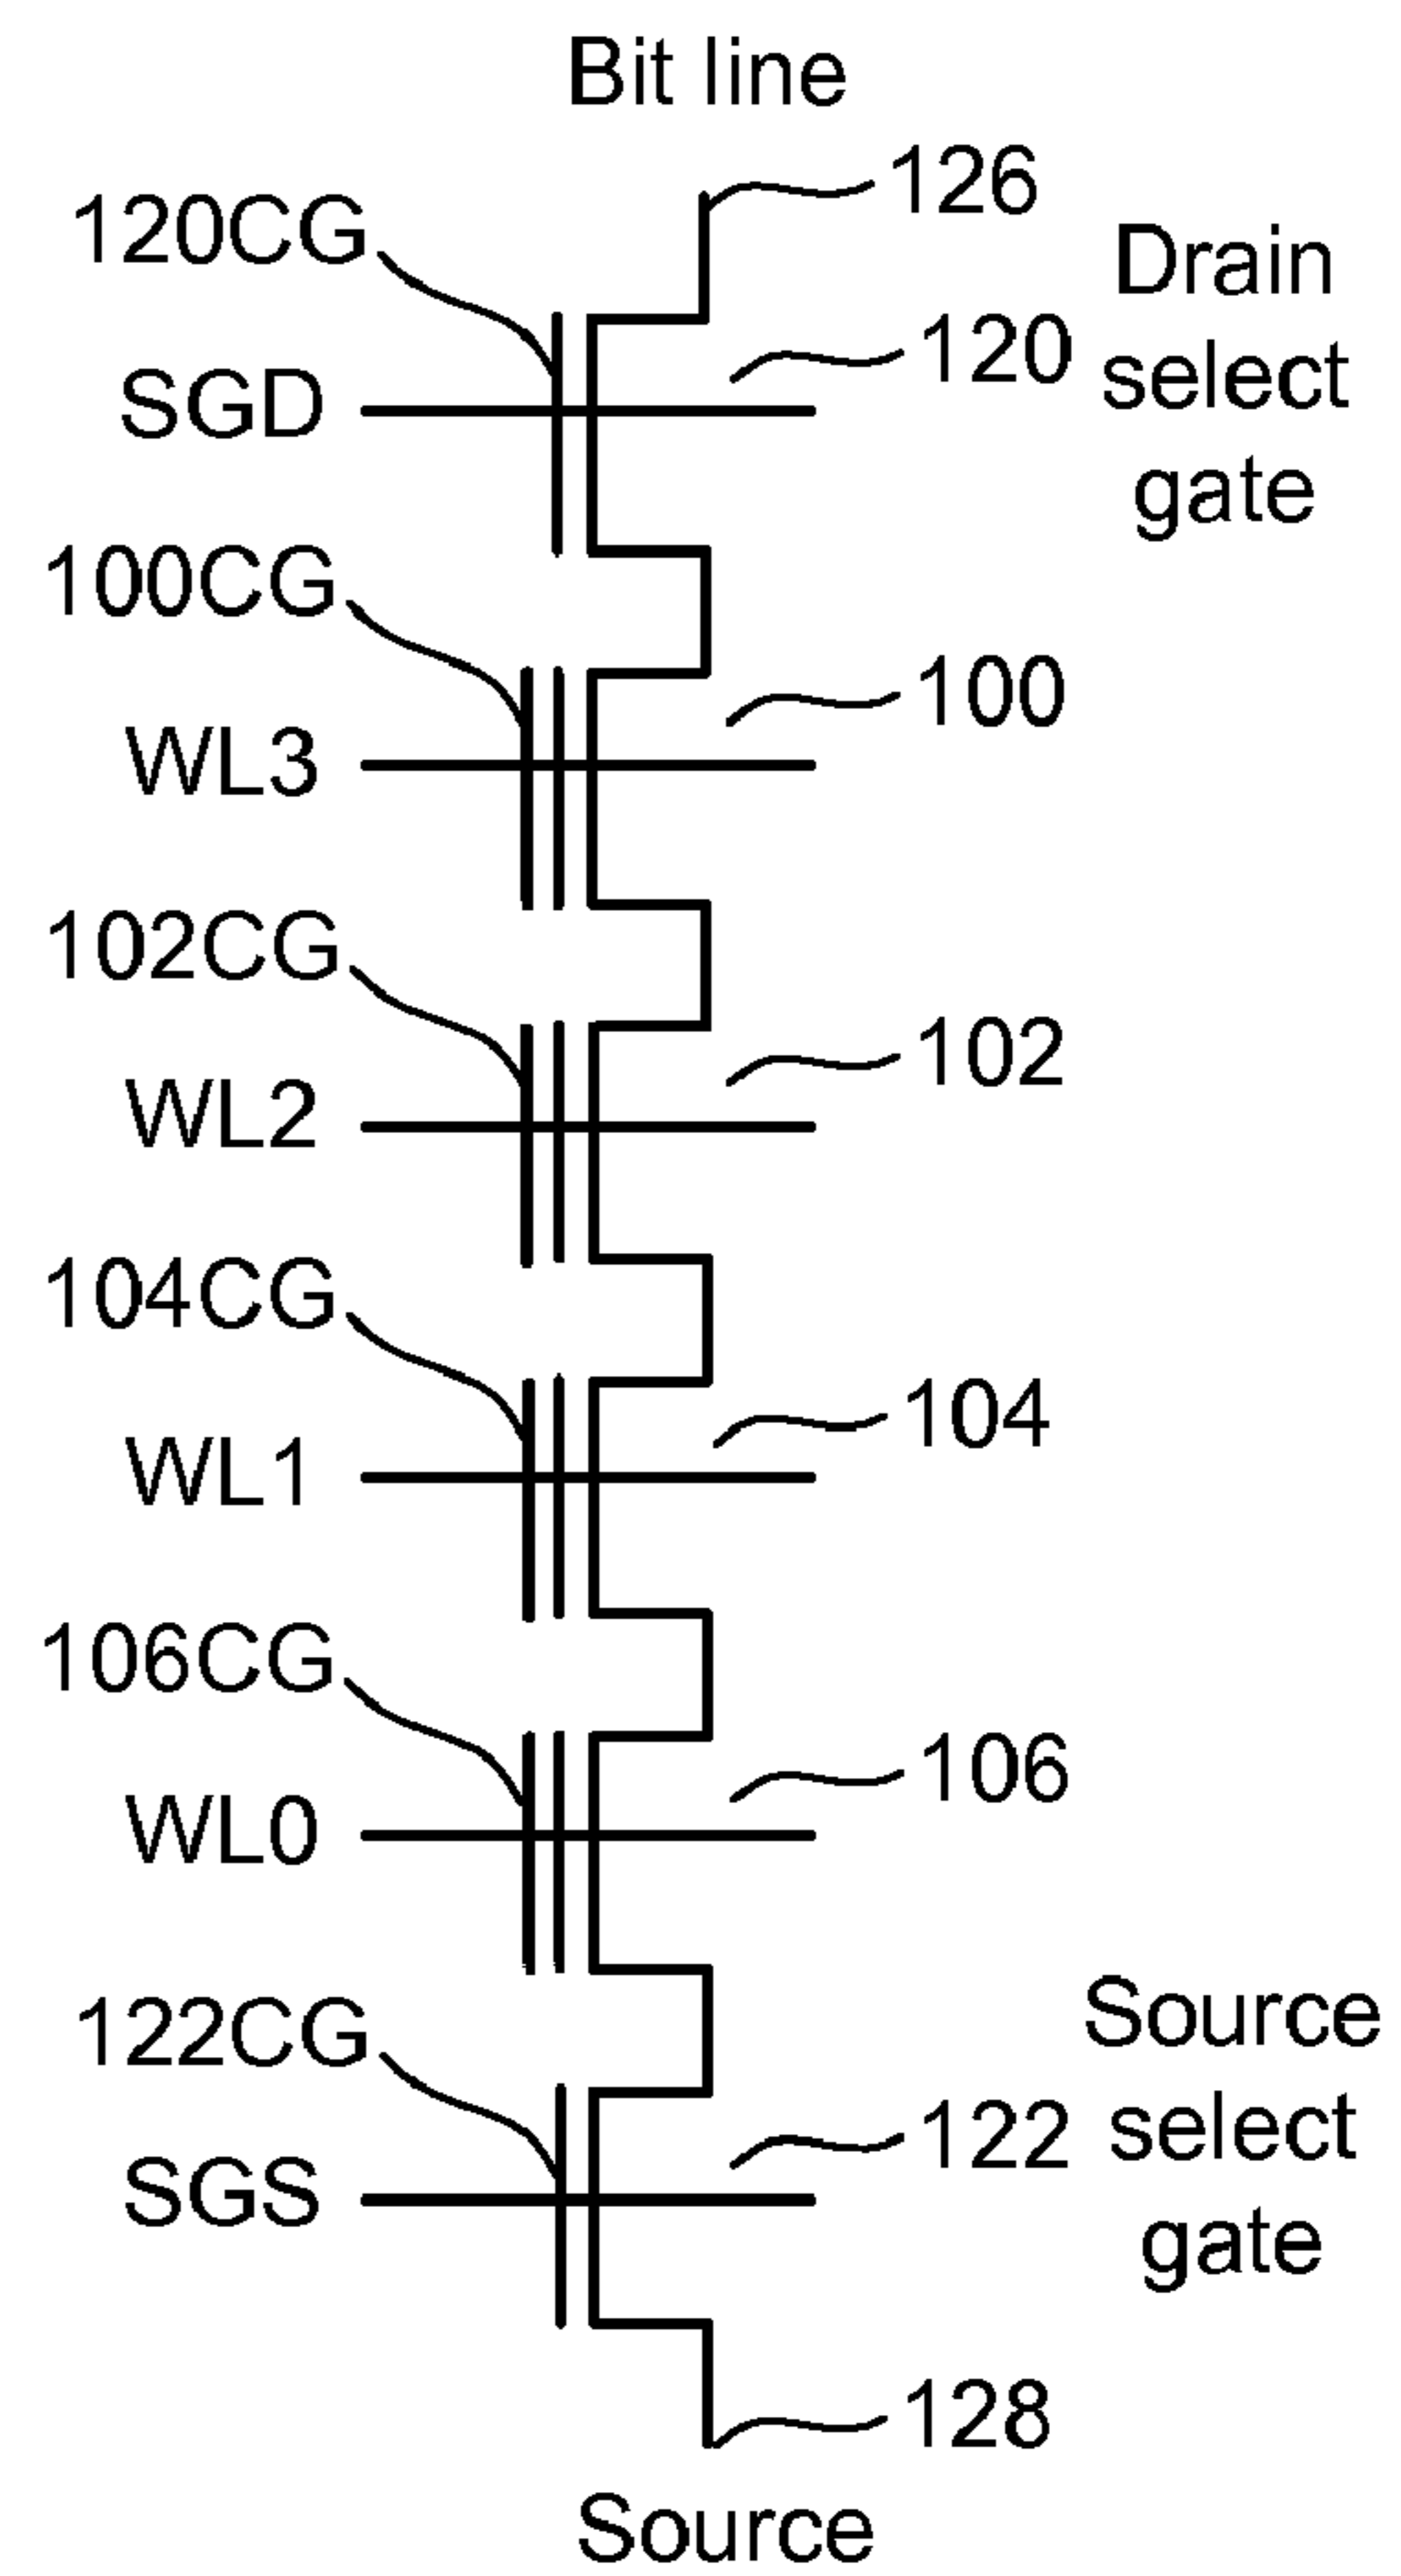 Bit line
126
120CG
Drain
select
gate
120
SGD
100CG
100
WL3
102CG
102
WL2
104CG
104
WL1
106CG
106
WL0
122CG
Source
select
gate
122
SGS
128
Source